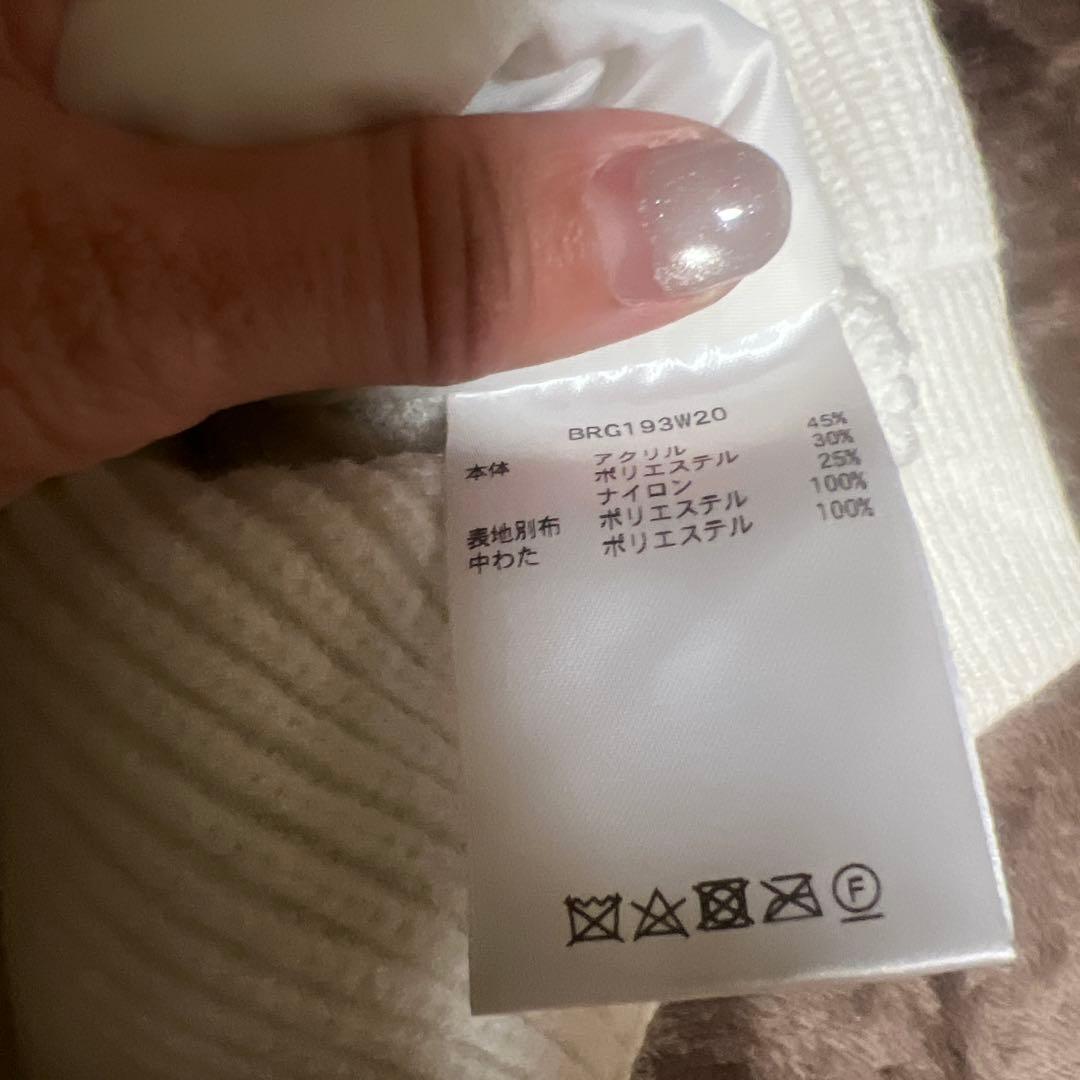 BRG193W20
本体 アクリル 45%
ポリエステル 30%
ナイロン 25%
表地別布 ポリエステル 100%
中わた ポリエステル 100%
F